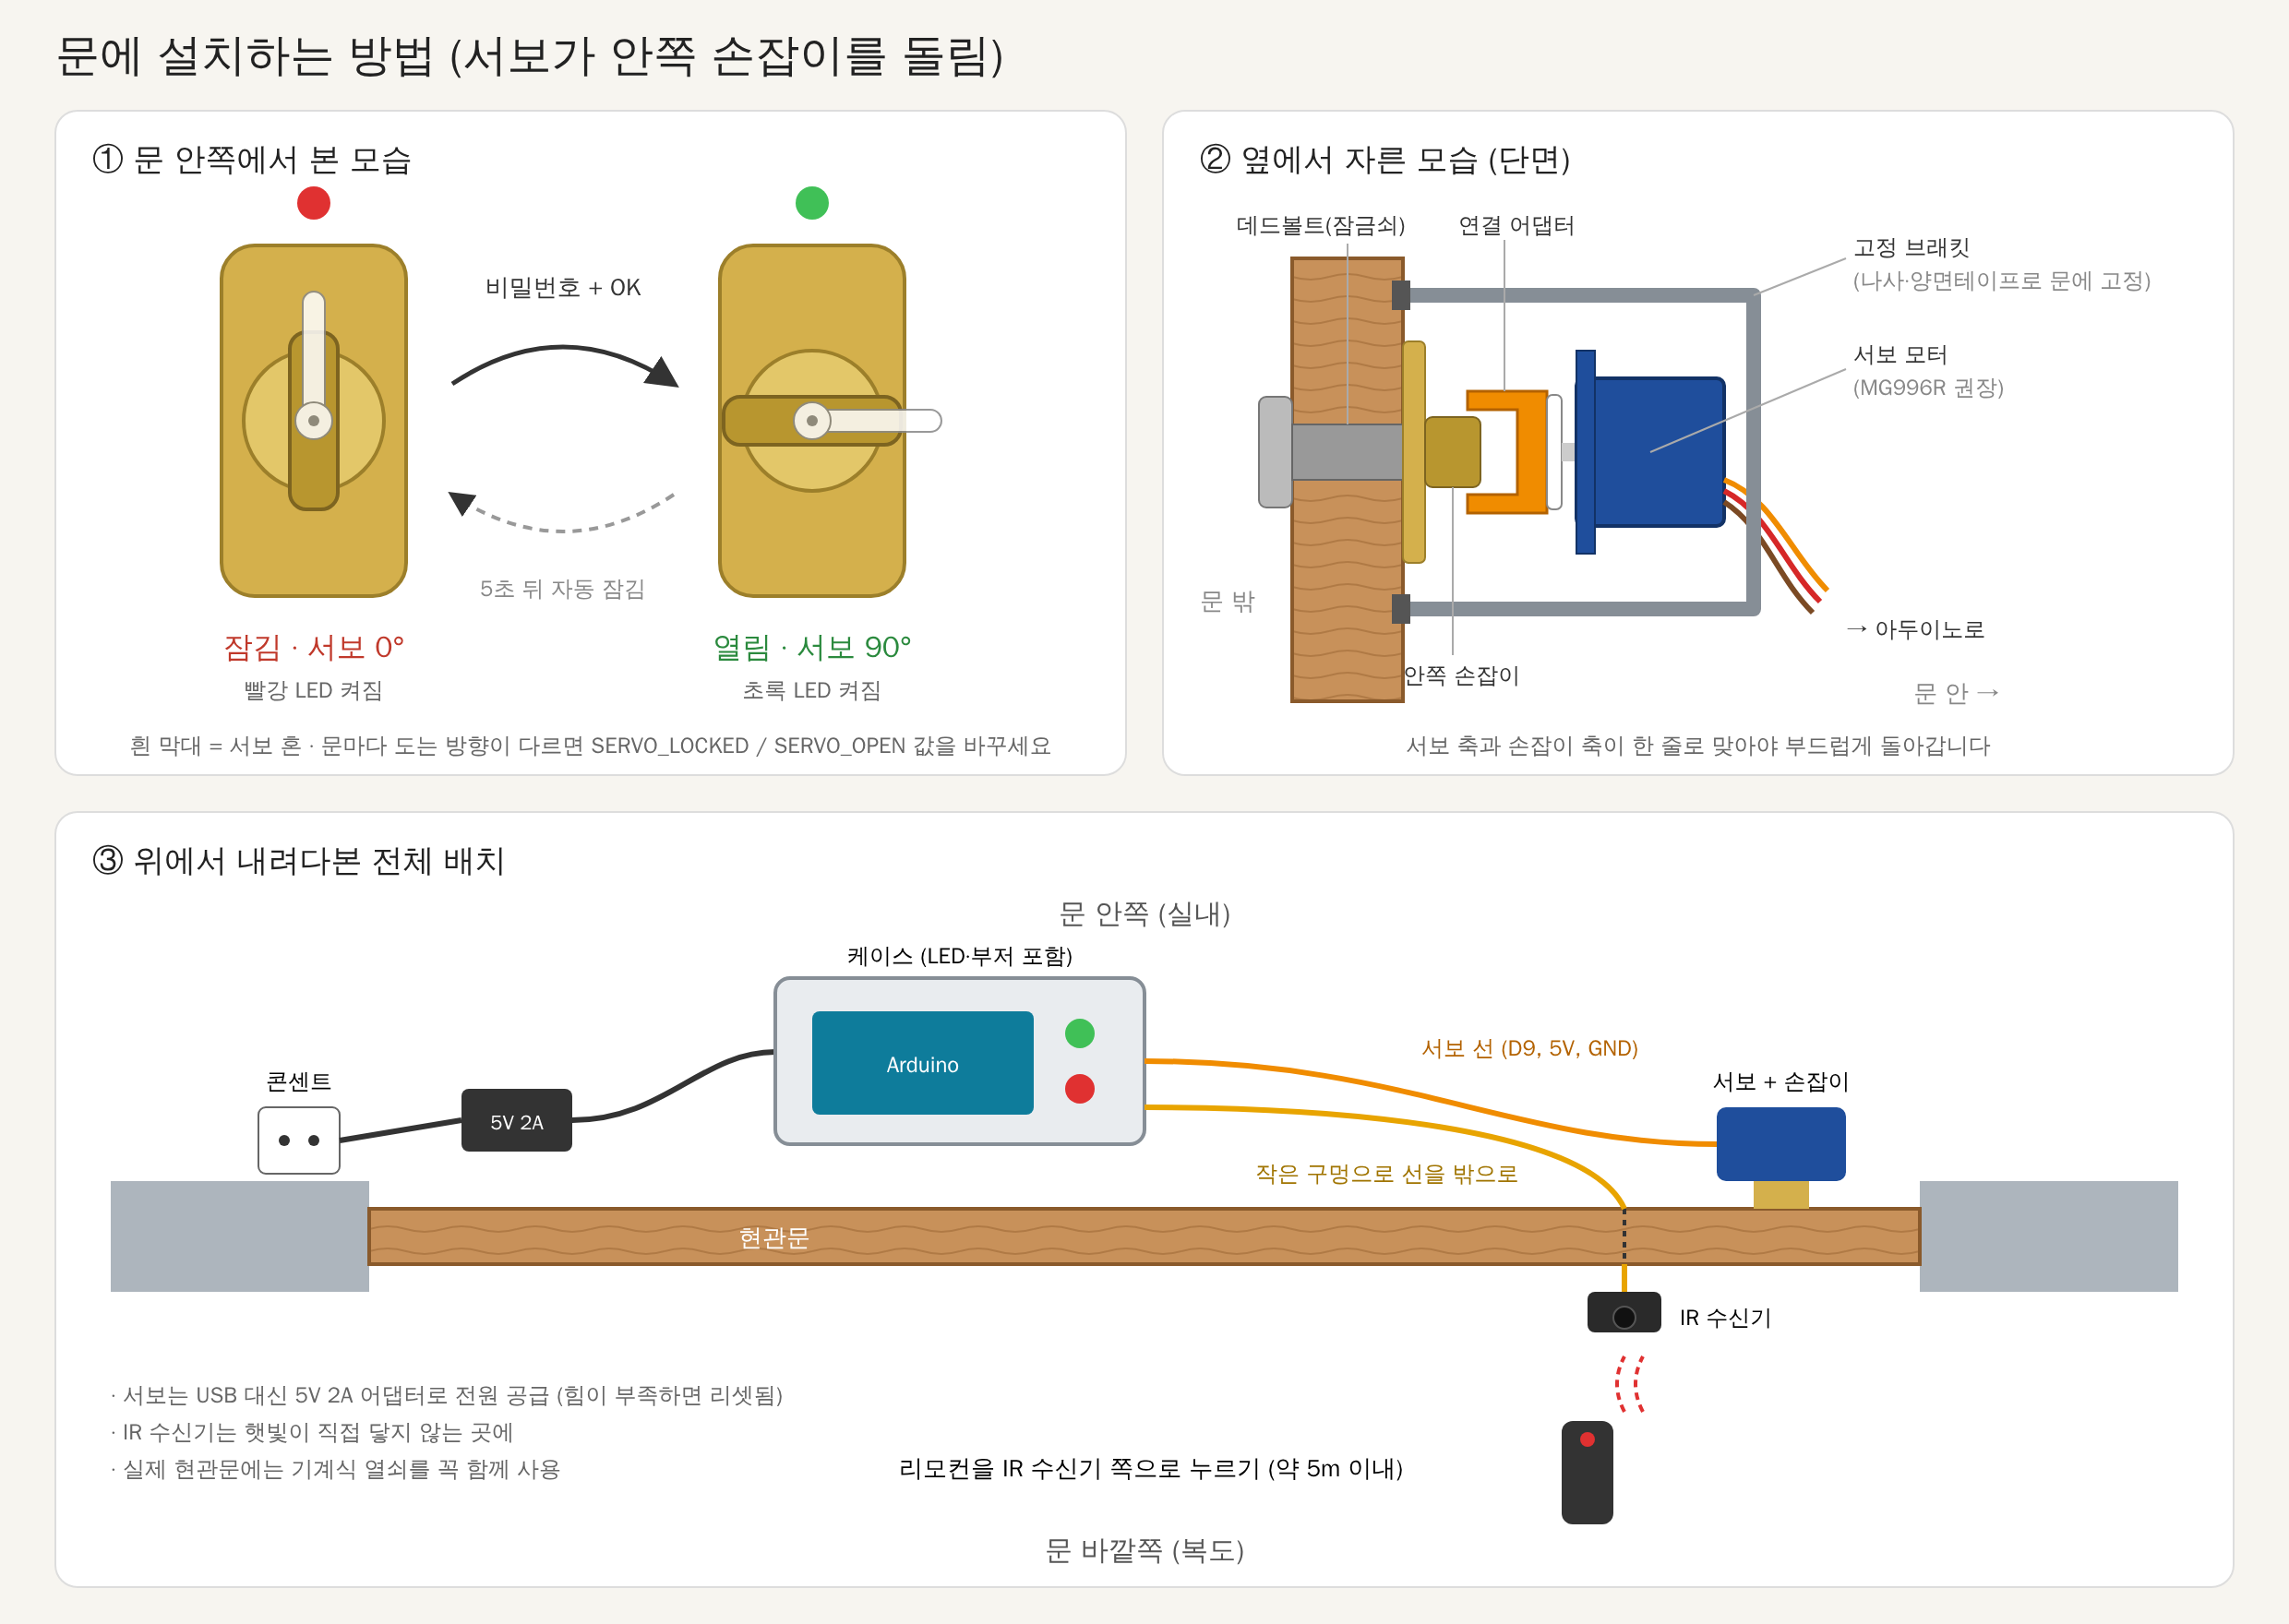 문에 설치하는 방법 (서보가 안쪽 손잡이를 돌림)
① 문 안쪽에서 본 모습
비밀번호 + OK
5초 뒤 자동 잠김
잠김 · 서보 0°
빨강 LED 켜짐
열림 · 서보 90°
초록 LED 켜짐
흰 막대 = 서보 혼 · 문마다 도는 방향이 다르면 SERVO_LOCKED / SERVO_OPEN 값을 바꾸세요
② 옆에서 자른 모습 (단면)
데드볼트(잠금쇠)
연결 어댑터
고정 브래킷
(나사·양면테이프로 문에 고정)
서보 모터
(MG996R 권장)
문 밖
→ 아두이노로
안쪽 손잡이
문 안 →
서보 축과 손잡이 축이 한 줄로 맞아야 부드럽게 돌아갑니다
③ 위에서 내려다본 전체 배치
문 안쪽 (실내)
케이스 (LED·부저 포함)
Arduino
서보 선 (D9, 5V, GND)
콘센트
5V 2A
서보 + 손잡이
작은 구멍으로 선을 밖으로
현관문
IR 수신기
· 서보는 USB 대신 5V 2A 어댑터로 전원 공급 (힘이 부족하면 리셋됨)
· IR 수신기는 햇빛이 직접 닿지 않는 곳에
· 실제 현관문에는 기계식 열쇠를 꼭 함께 사용
리모컨을 IR 수신기 쪽으로 누르기 (약 5m 이내)
문 바깥쪽 (복도)